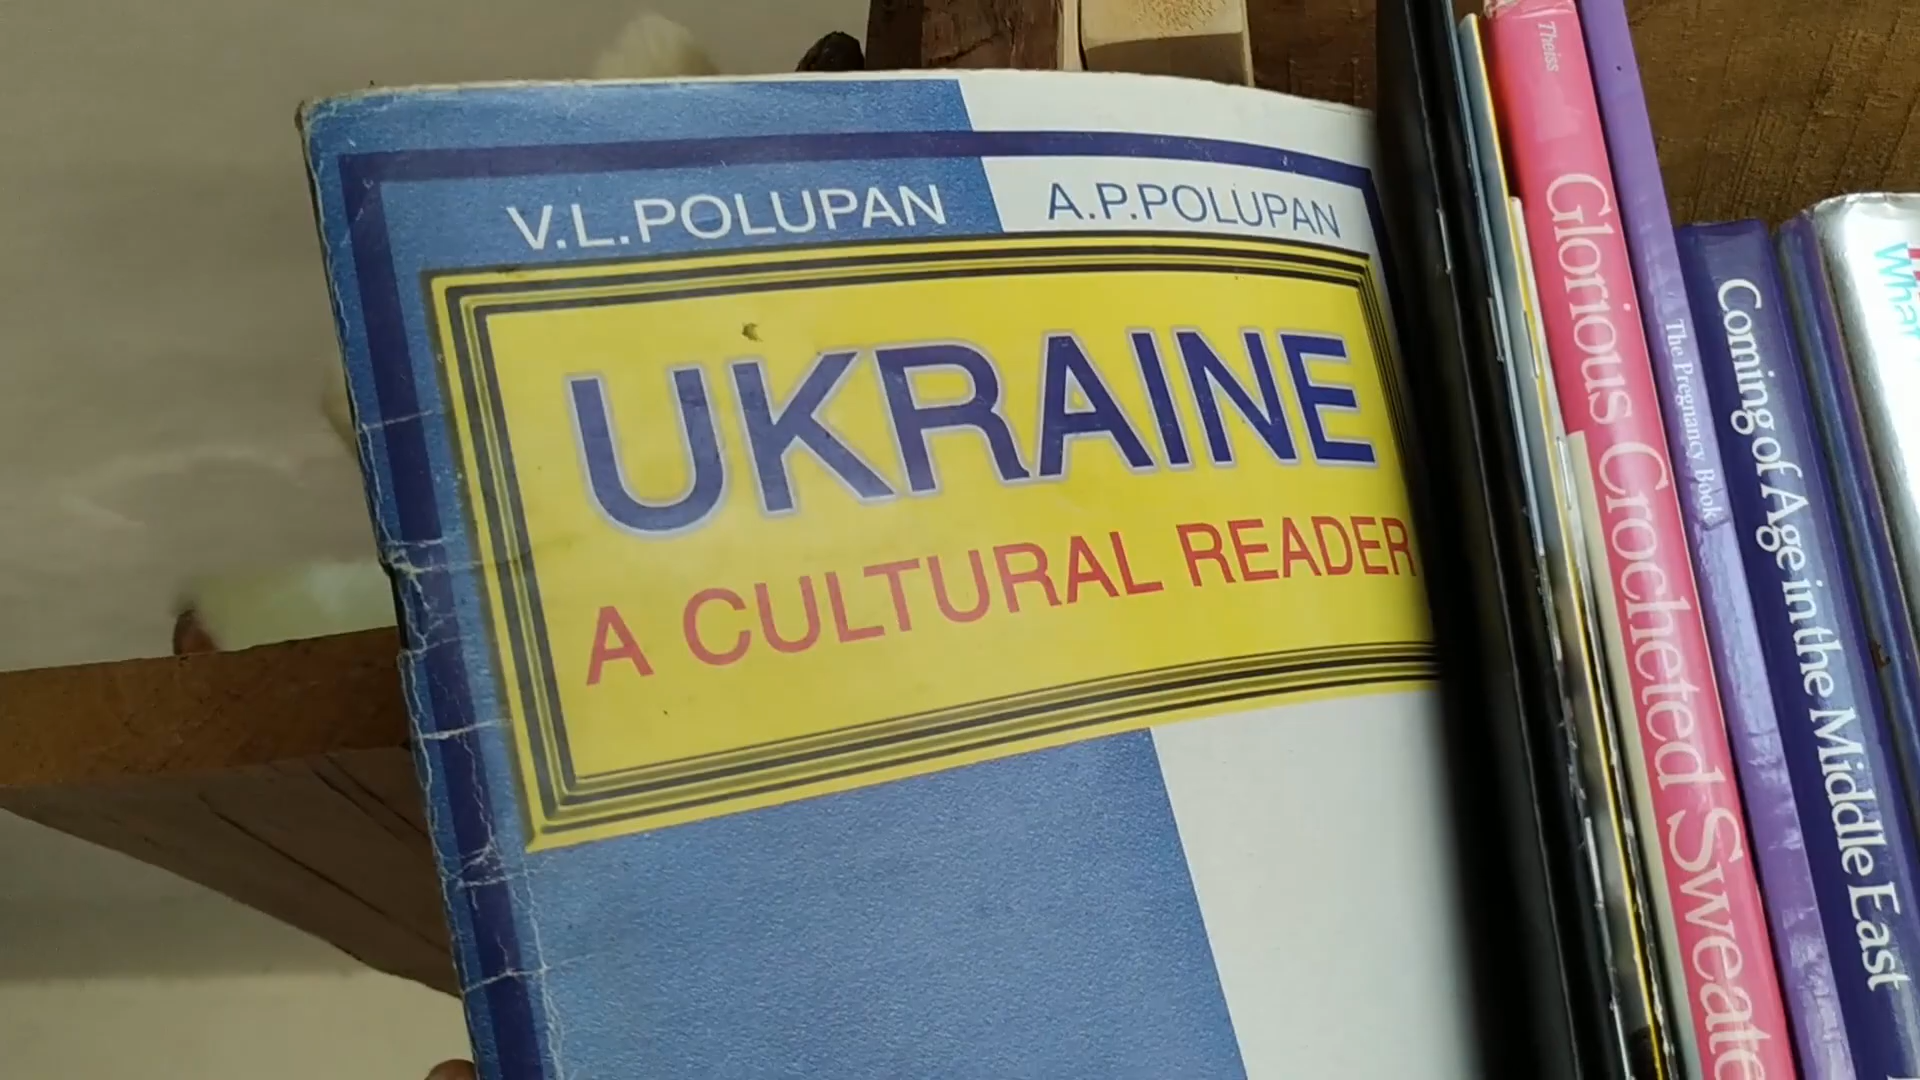 V.L.POLUPAN
A.P.POLUPAN
UKRAINE
A CULTURAL READER
Theiss
Glorious Crocheted Sweate
The Pregnancy Book
Coming of Age in the Middle East
What